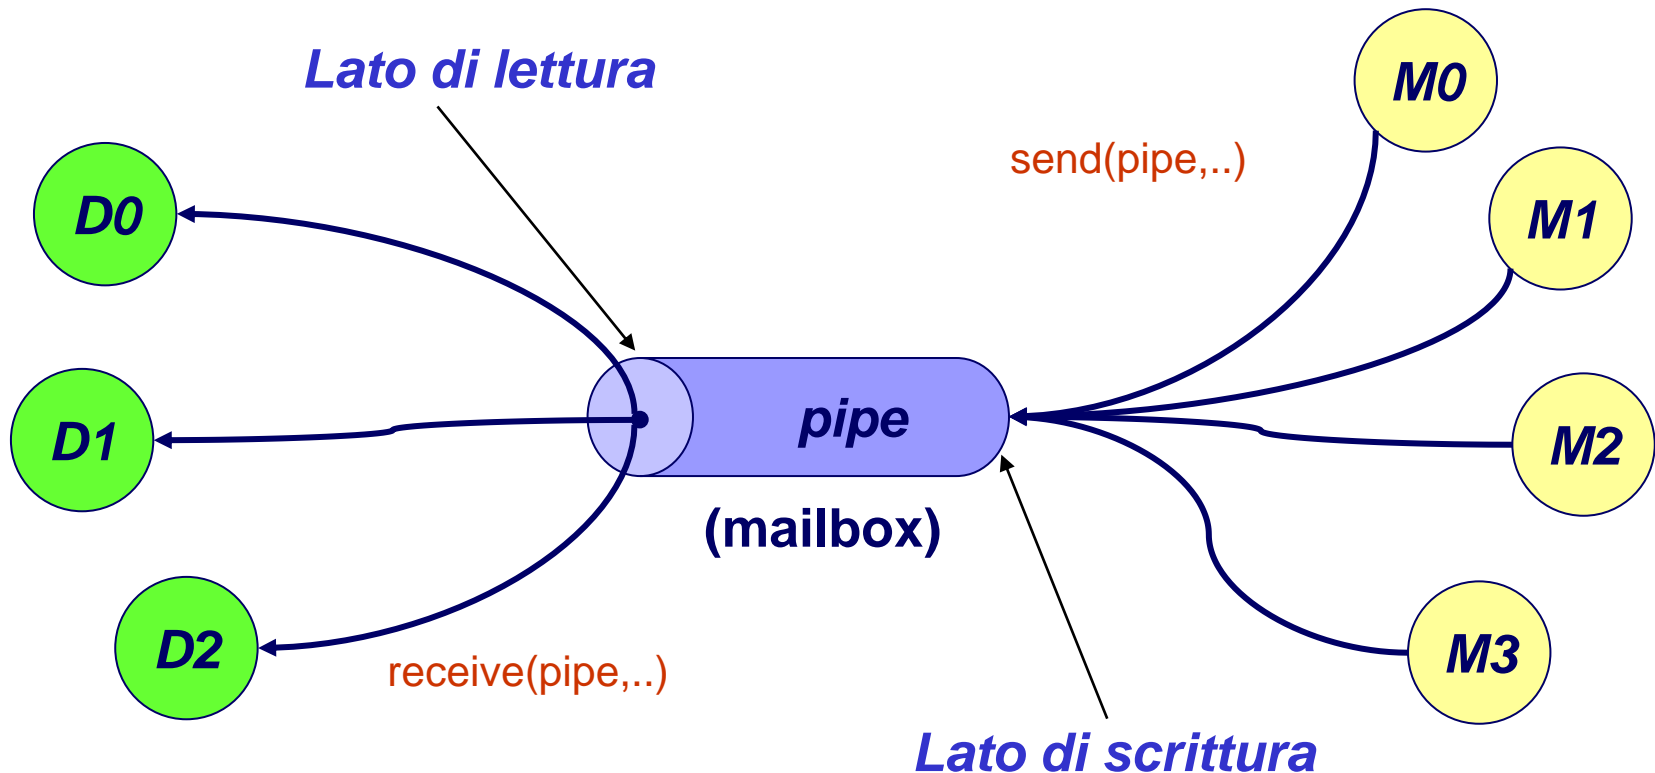 Lato di lettura
M0
send(pipe,..)
D0
M1
pipe
D1
M2
(mailbox)
D2
receive(pipe,..)
M3
Lato di scrittura